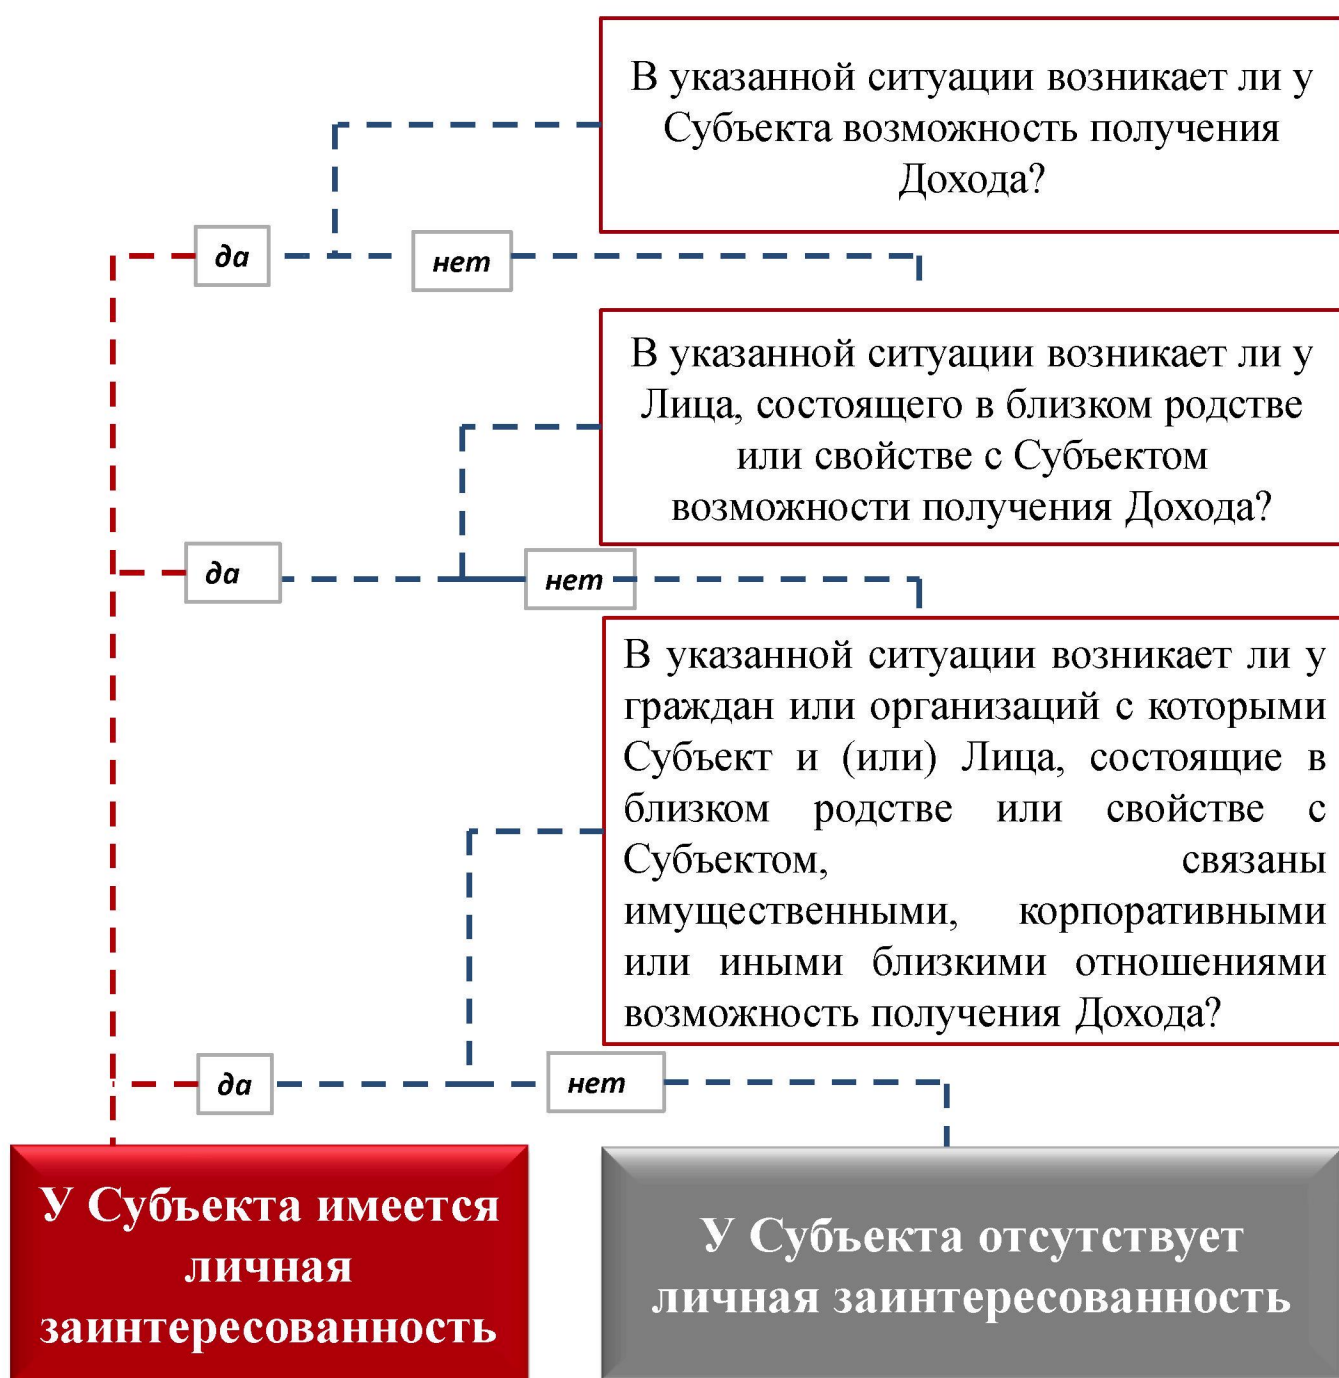 В указанной ситуации возникает ли у
Субъекта возможность получения
Дохода?
да
нет
В указанной ситуации возникает ли у
Лица, состоящего в близком родстве
или свойстве с Субъектом
возможности получения Дохода?
да
нет
В указанной ситуации возникает ли у
граждан или организаций с которыми
Субъект и (или) Лица, состоящие в
близком родстве или свойстве с
Субъектом, связаны
имущественными, корпоративными
или иными близкими отношениями
возможность получения Дохода?
да
нет
У Субъекта имеется
личная
заинтересованность
У Субъекта отсутствует
личная заинтересованность